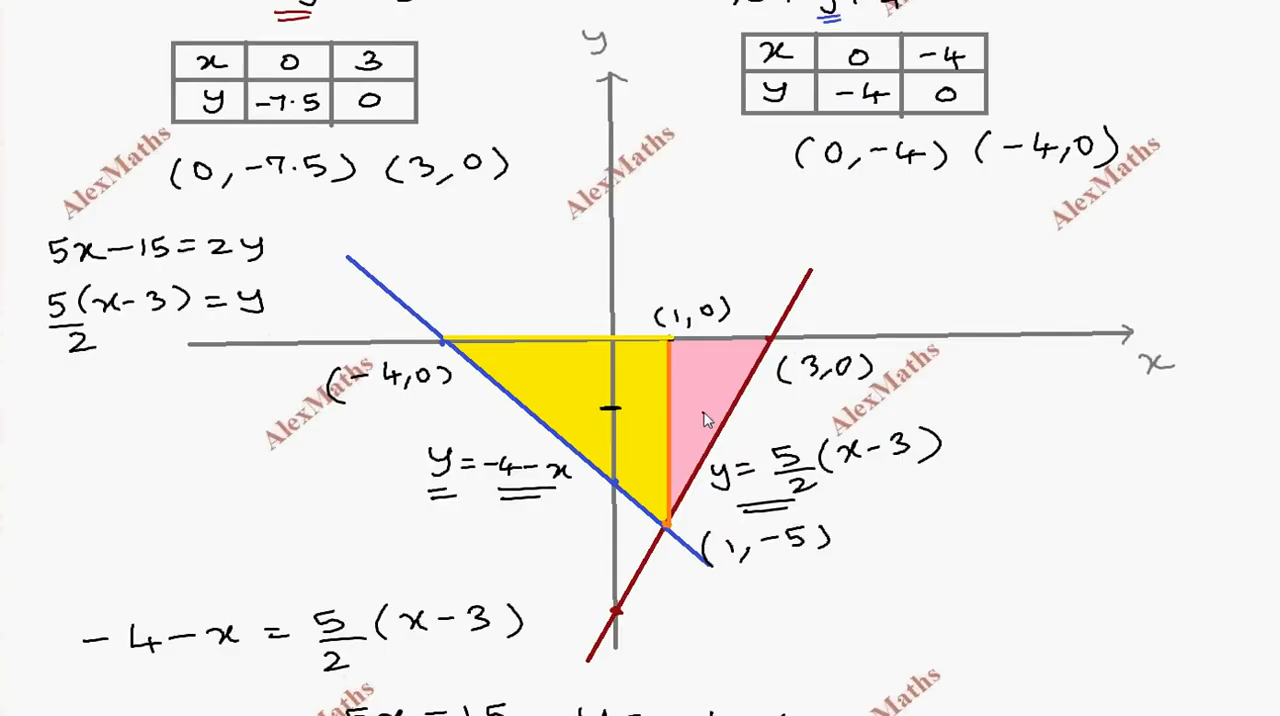 x 0 3
y -7.5 0
(0, -7.5) (3, 0)
x 0 -4
y -4 0
(0, -4) (-4, 0)
y
5x - 15 = 2y
5/2 (x - 3) = y
(1, 0)
(-4, 0)
(3, 0)
x
y = -4 - x
y = 5/2 (x - 3)
(1, -5)
-4 - x = 5/2 (x - 3)
AlexMaths
AlexMaths
AlexMaths
AlexMaths
AlexMaths
AlexMaths
AlexMaths